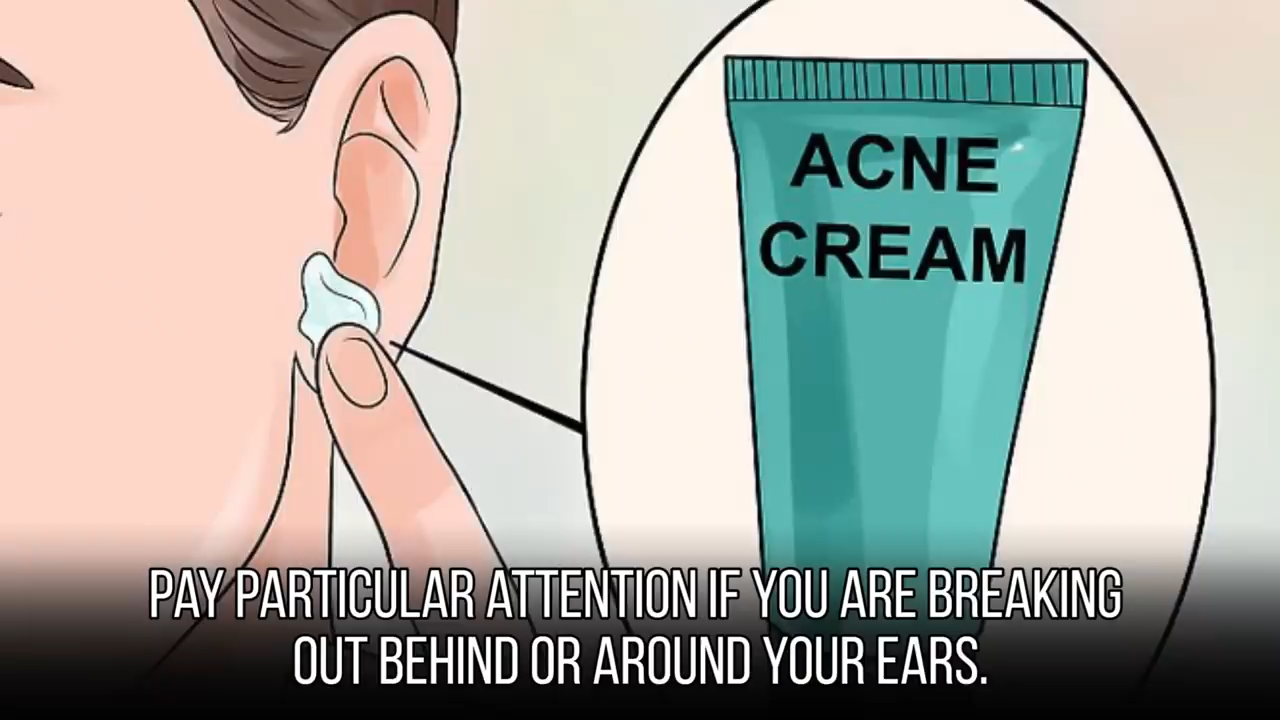 ACNE
CREAM
PAY PARTICULAR ATTENTION IF YOU ARE BREAKING
OUT BEHIND OR AROUND YOUR EARS.